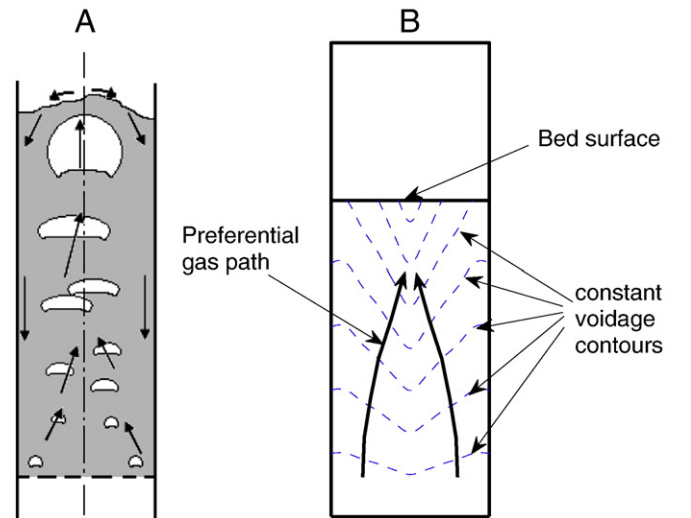 A
B
Bed surface
Preferential
gas path
constant
voidage
contours